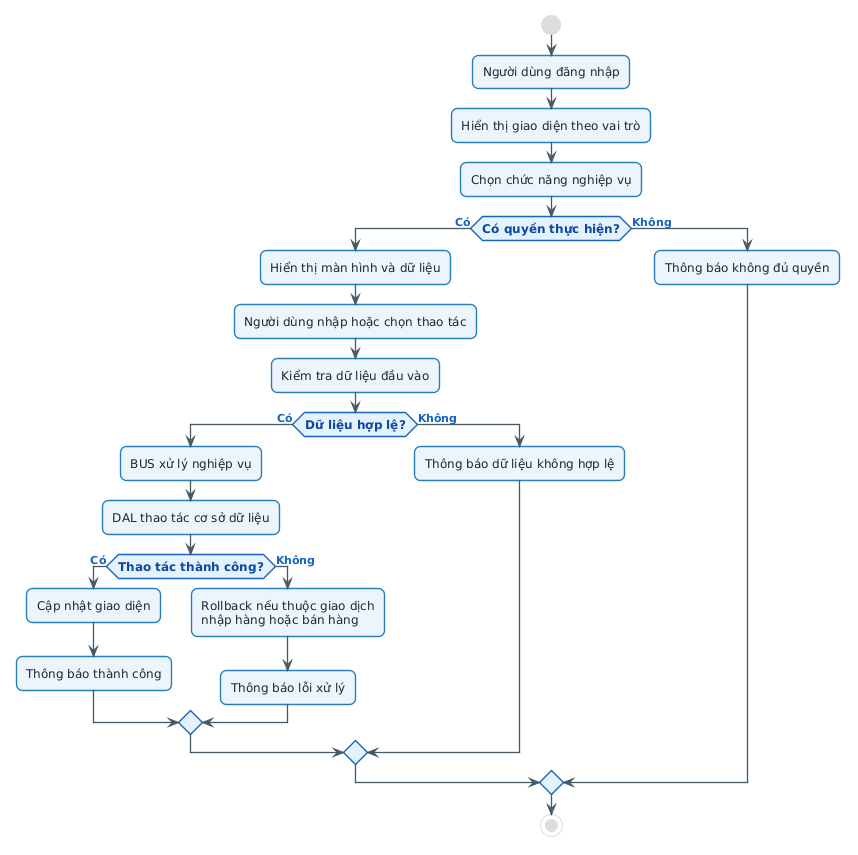 Người dùng đăng nhập
Hiển thị giao diện theo vai trò
Chọn chức năng nghiệp vụ
Có
Có quyền thực hiện?
Không
Hiển thị màn hình và dữ liệu
Thông báo không đủ quyền
Người dùng nhập hoặc chọn thao tác
Kiểm tra dữ liệu đầu vào
Có
Dữ liệu hợp lệ?
Không
BUS xử lý nghiệp vụ
Thông báo dữ liệu không hợp lệ
DAL thao tác cơ sở dữ liệu
Có
Thao tác thành công?
Không
Cập nhật giao diện
Rollback nếu thuộc giao dịch
nhập hàng hoặc bán hàng
Thông báo thành công
Thông báo lỗi xử lý